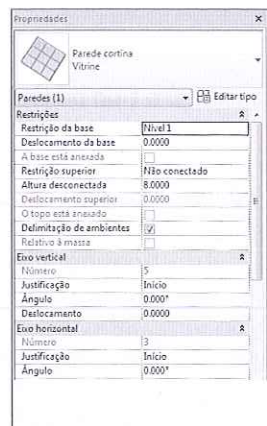 Propriedades x
Parede cortina
Vitrine
Paredes (1) Editar tipo
Restrições
Restrição da base Nível 1
Deslocamento da base 0.0000
A base está anexada
Restrição superior Não conectado
Altura desconectada 8.0000
Deslocamento superior 0.0000
O topo está anexado
Delimitação de ambientes
Relativo à massa
Eixo vertical
Número 5
Justificação Início
Ângulo 0.000°
Deslocamento 0.0000
Eixo horizontal
Número 3
Justificação Início
Ângulo 0.000°